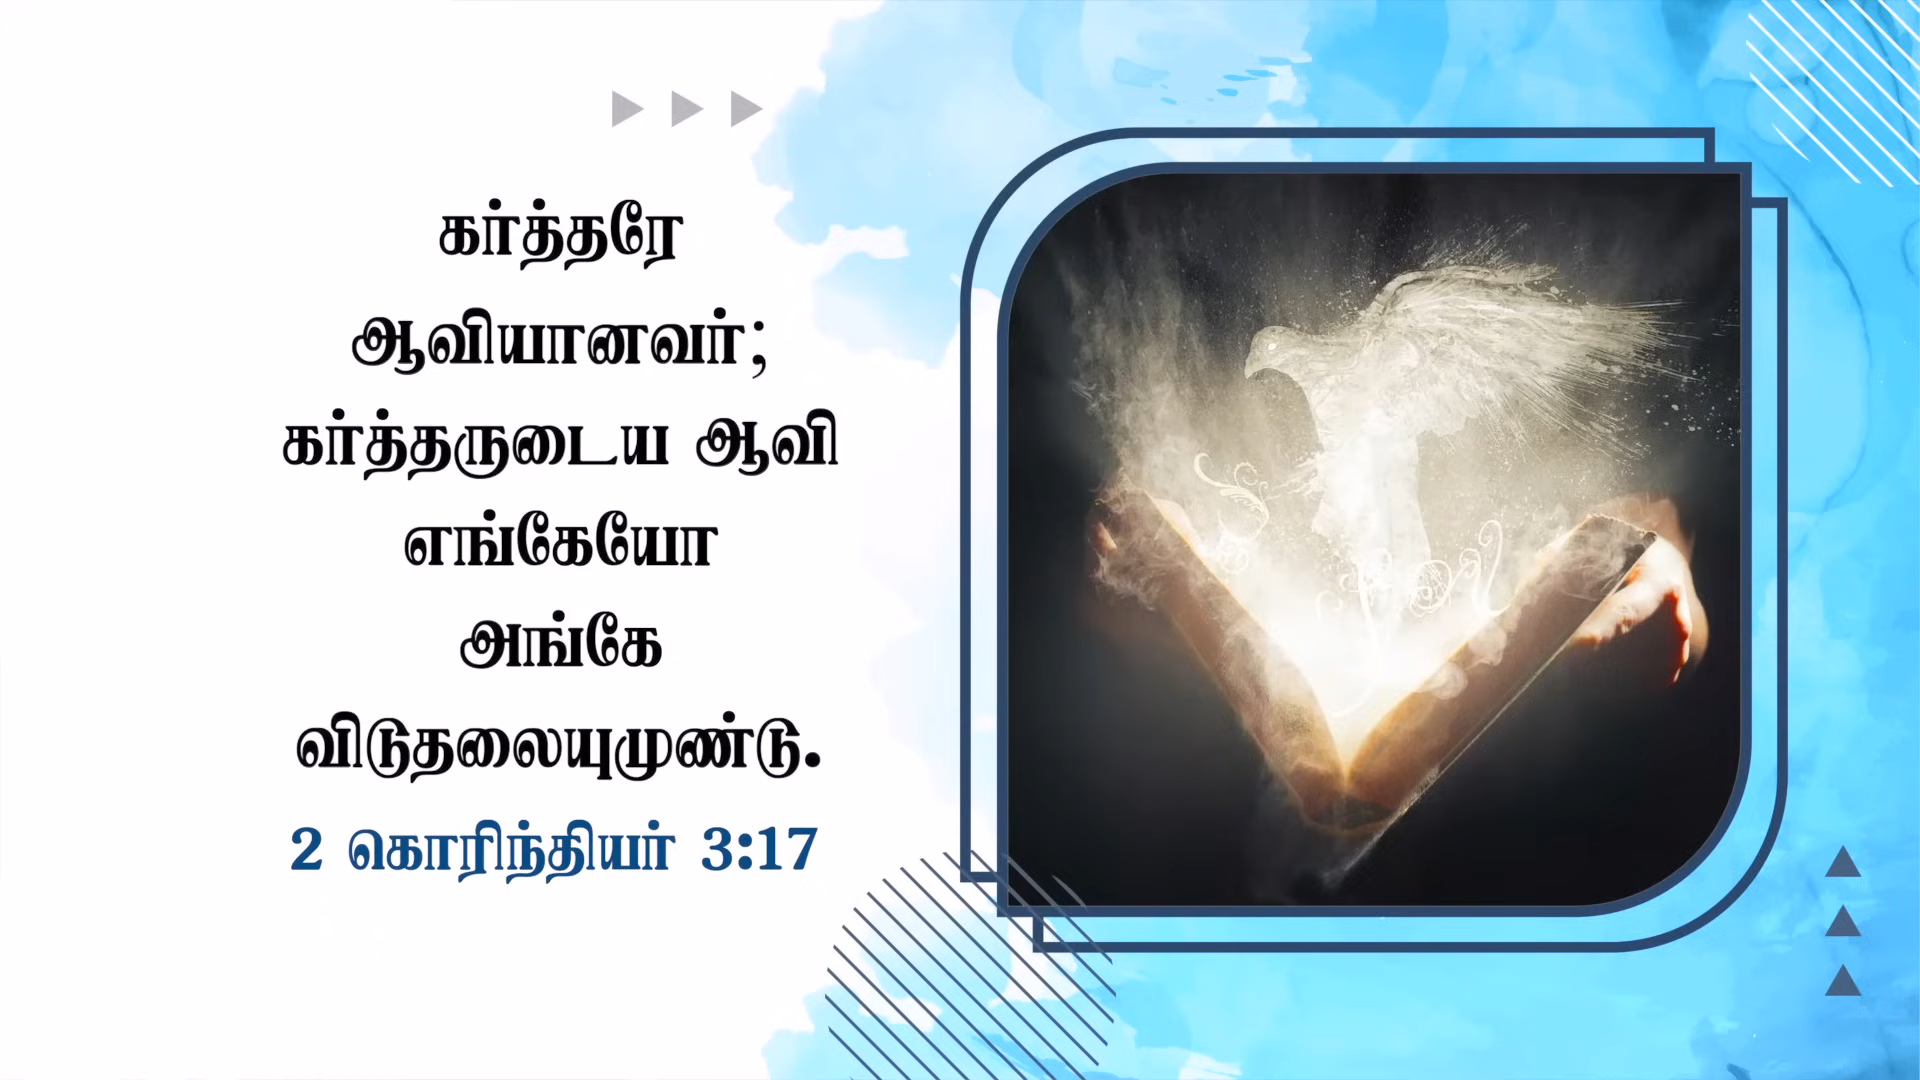 கர்த்தரே
ஆவியானவர்;
கர்த்தருடைய ஆவி
எங்கேயோ
அங்கே
விடுதலையுமுண்டு.
2 கொரிந்தியர் 3:17